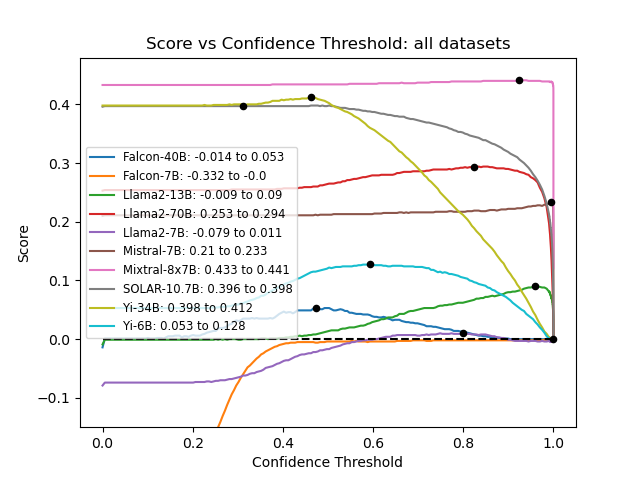 Score vs Confidence Threshold: all datasets
Score
0.4
0.3
0.2
0.1
0.0
−0.1
Falcon-40B: -0.014 to 0.053
Falcon-7B: -0.332 to -0.0
Llama2-13B: -0.009 to 0.09
Llama2-70B: 0.253 to 0.294
Llama2-7B: -0.079 to 0.011
Mistral-7B: 0.21 to 0.233
Mixtral-8x7B: 0.433 to 0.441
SOLAR-10.7B: 0.396 to 0.398
Yi-34B: 0.398 to 0.412
Yi-6B: 0.053 to 0.128
0.0 0.2 0.4 0.6 0.8 1.0
Confidence Threshold